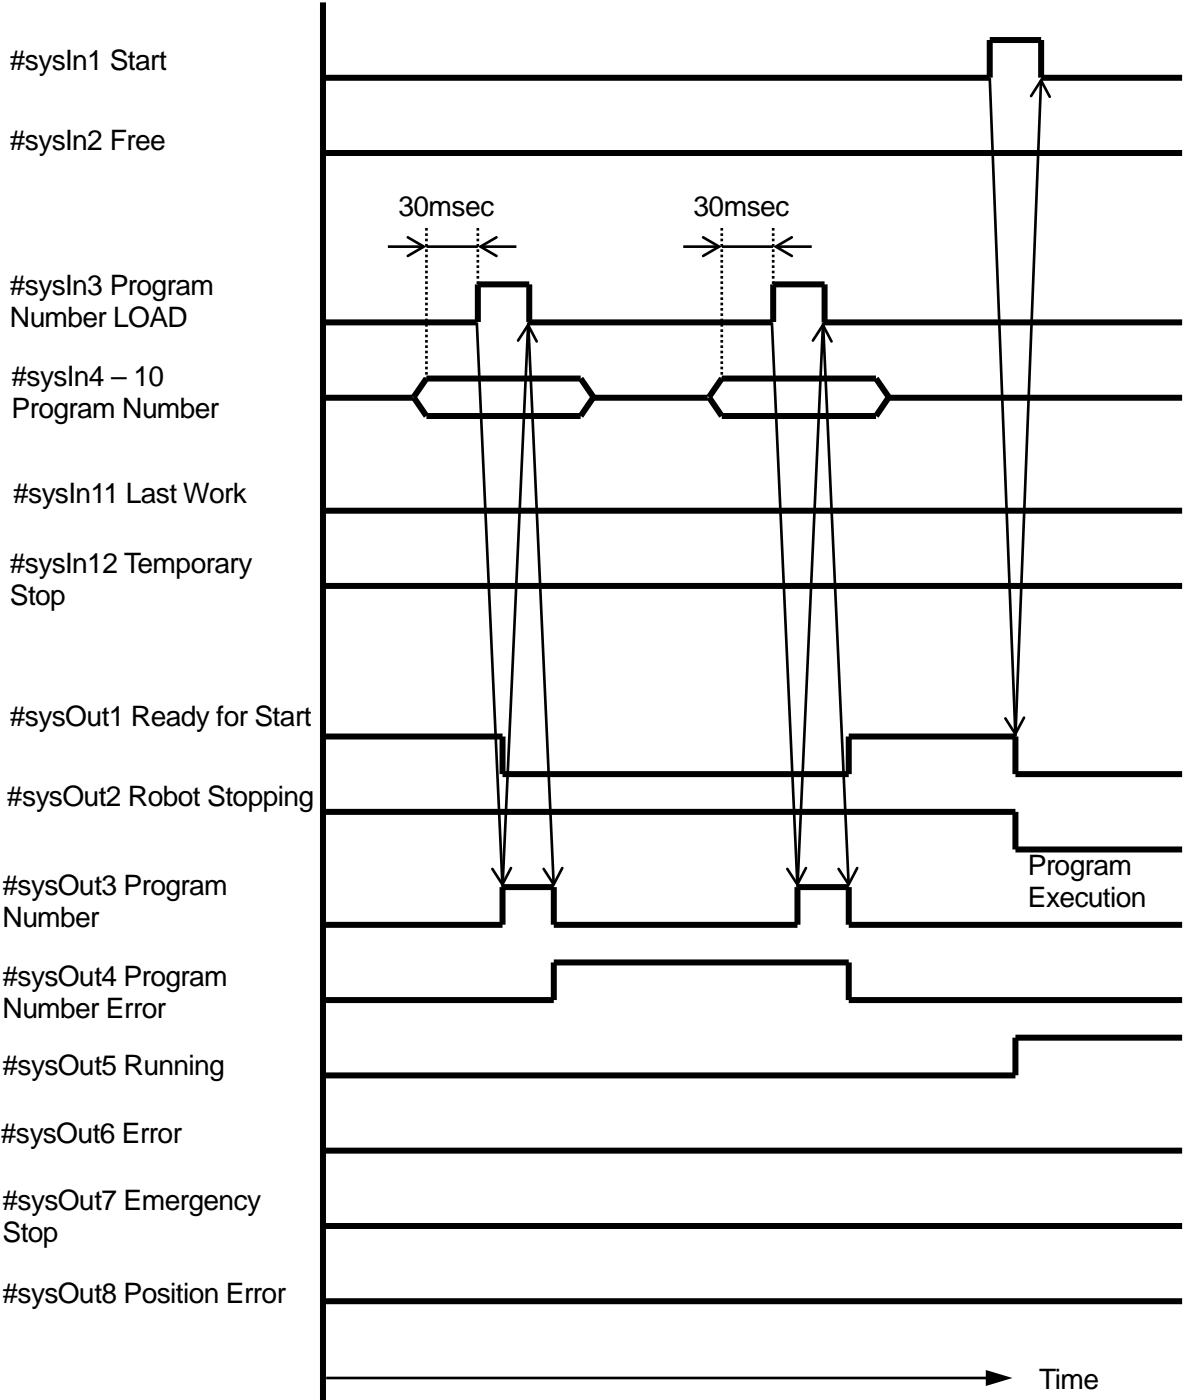 #sysIn1 Start
#sysIn2 Free
30msec
30msec
#sysIn3 Program
Number LOAD
#sysIn4 – 10
Program Number
#sysIn11 Last Work
#sysIn12 Temporary
Stop
#sysOut1 Ready for Start
#sysOut2 Robot Stopping
Program
Execution
#sysOut3 Program
Number
#sysOut4 Program
Number Error
#sysOut5 Running
#sysOut6 Error
#sysOut7 Emergency
Stop
#sysOut8 Position Error
Time